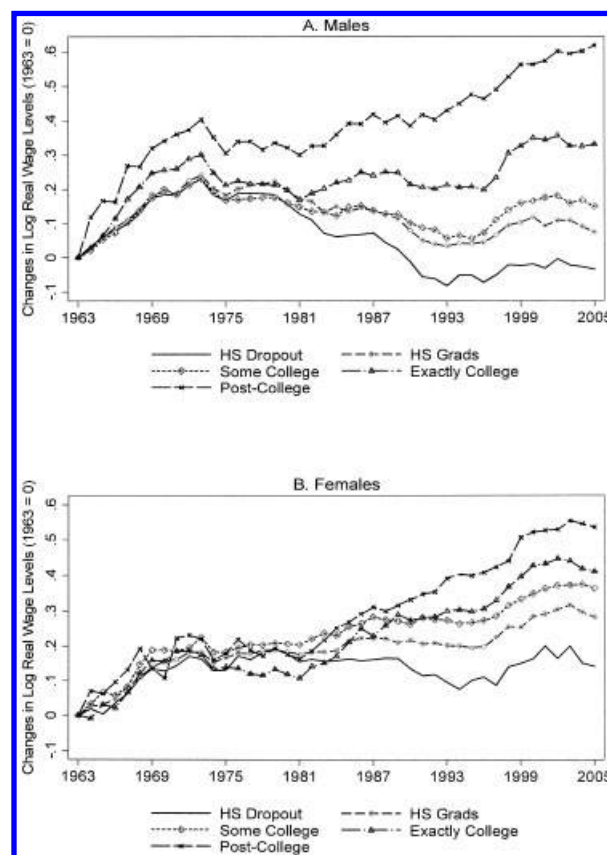 A. Males
Changes in Log Real Wage Levels (1963 = 0)
.6
.5
.4
.3
.2
.1
0
-.1
1963 1969 1975 1981 1987 1993 1999 2005
HS Dropout HS Grads
Some College Exactly College
Post-College
B. Females
Changes in Log Real Wage Levels (1963 = 0)
.6
.5
.4
.3
.2
.1
0
-.1
1963 1969 1975 1981 1987 1993 1999 2005
HS Dropout HS Grads
Some College Exactly College
Post-College